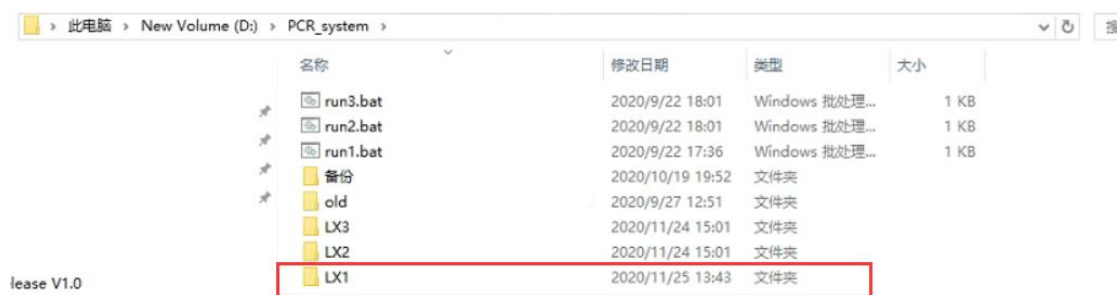 此电脑 > New Volume (D:) > PCR_system >
名称 修改日期 类型 大小
run3.bat 2020/9/22 18:01 Windows 批处理... 1 KB
run2.bat 2020/9/22 18:01 Windows 批处理... 1 KB
run1.bat 2020/9/22 17:36 Windows 批处理... 1 KB
备份 2020/10/19 19:52 文件夹
old 2020/9/27 12:51 文件夹
LX3 2020/11/24 15:01 文件夹
LX2 2020/11/24 15:01 文件夹
LX1 2020/11/25 13:43 文件夹
lease V1.0